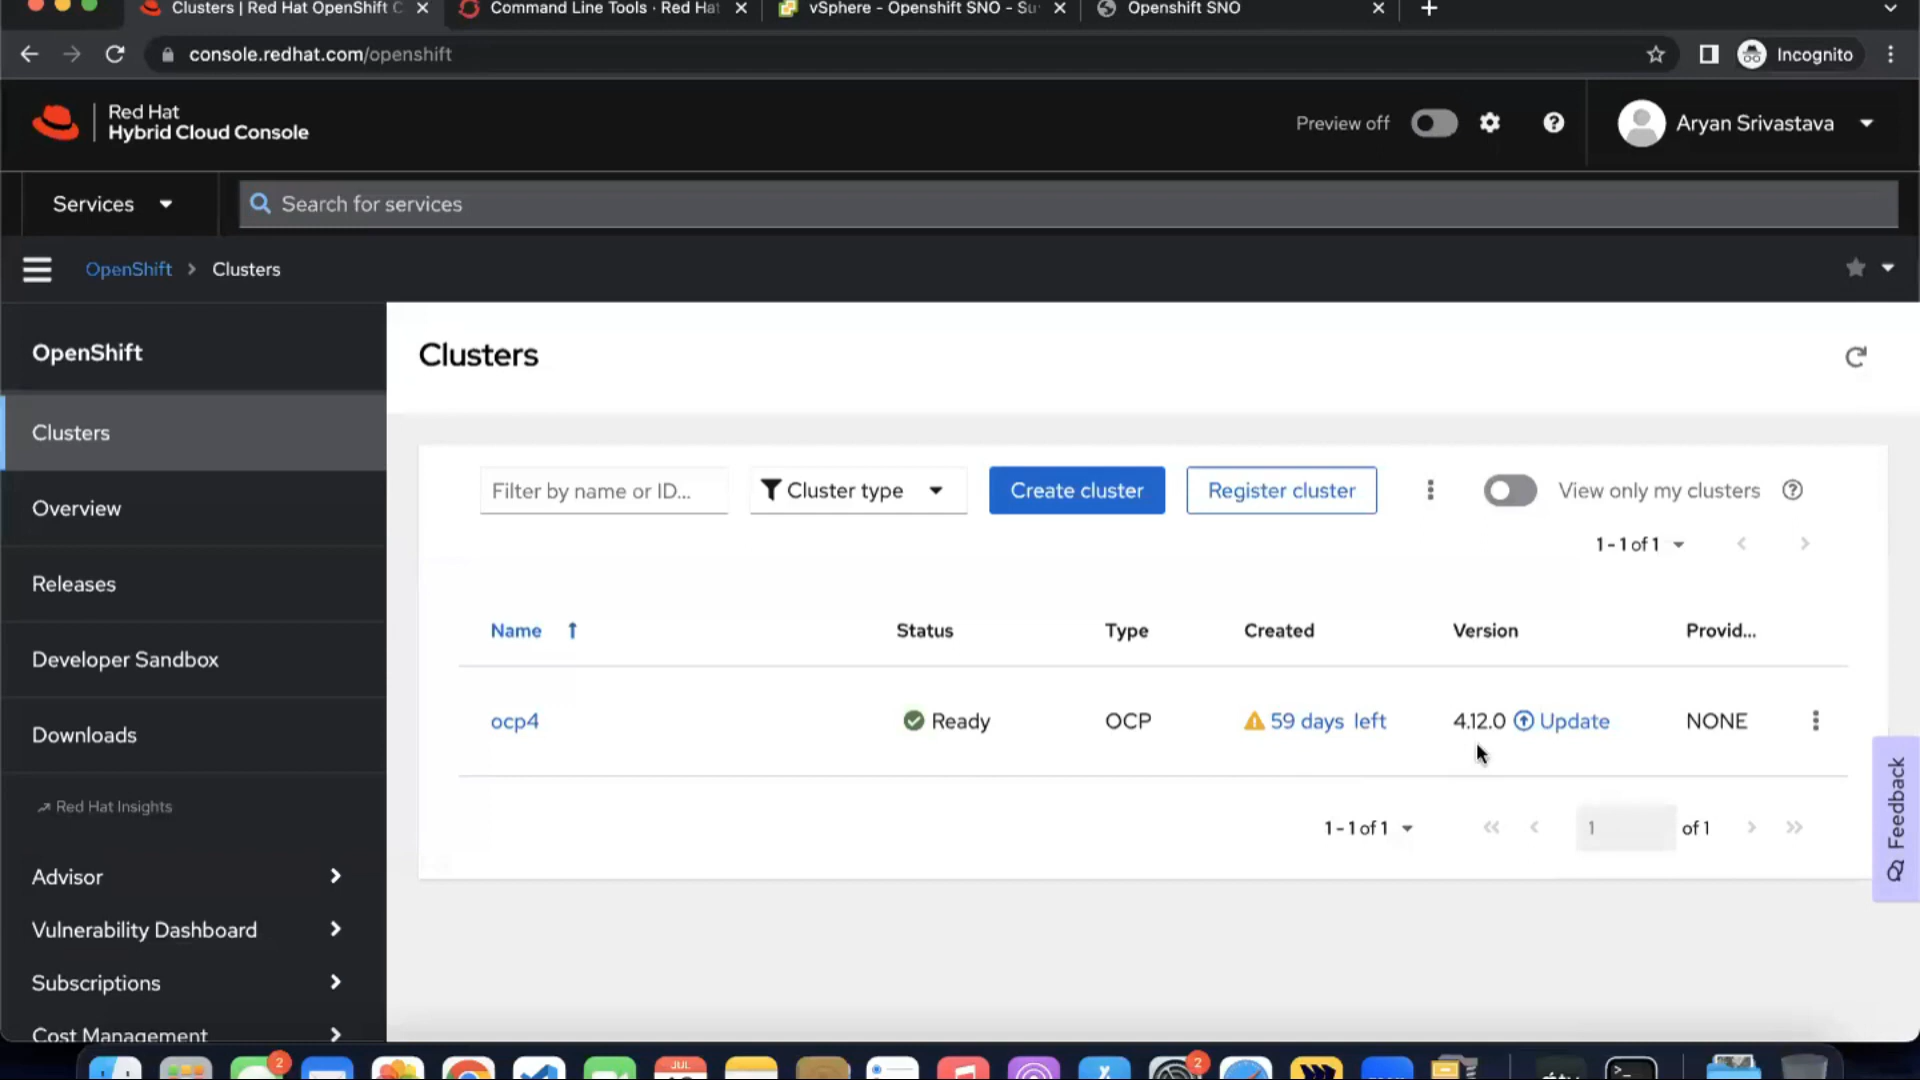 Clusters | Red Hat OpenShift C
Command Line Tools · Red Hat
vSphere - Openshift SNO - Su
Openshift SNO
console.redhat.com/openshift
Incognito
Red Hat
Hybrid Cloud Console
Preview off
Aryan Srivastava
Services
Search for services
OpenShift > Clusters
OpenShift
Clusters
Overview
Releases
Developer Sandbox
Downloads
Red Hat Insights
Advisor
Vulnerability Dashboard
Subscriptions
Cost Management
Clusters
Filter by name or ID...
Cluster type
Create cluster
Register cluster
View only my clusters
1 - 1 of 1
Name Status Type Created Version Provid...
ocp4 Ready OCP 59 days left 4.12.0 Update NONE
1 - 1 of 1
1 of 1
Feedback
2
JUL
2